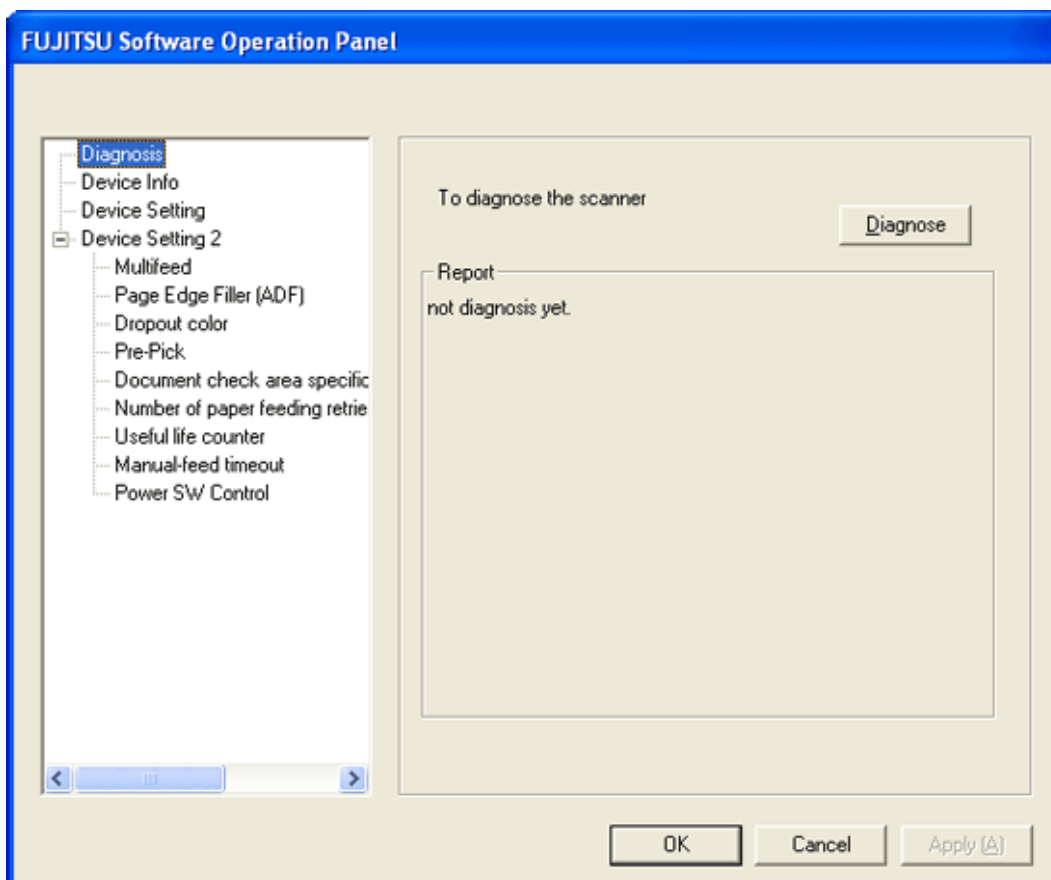 FUJITSU Software Operation Panel
Diagnosis
Device Info
Device Setting
Device Setting 2
Multifeed
Page Edge Filler (ADF)
Dropout color
Pre-Pick
Document check area specific
Number of paper feeding retrie
Useful life counter
Manual-feed timeout
Power SW Control
To diagnose the scanner
Diagnose
Report
not diagnosis yet.
OK
Cancel
Apply (A)